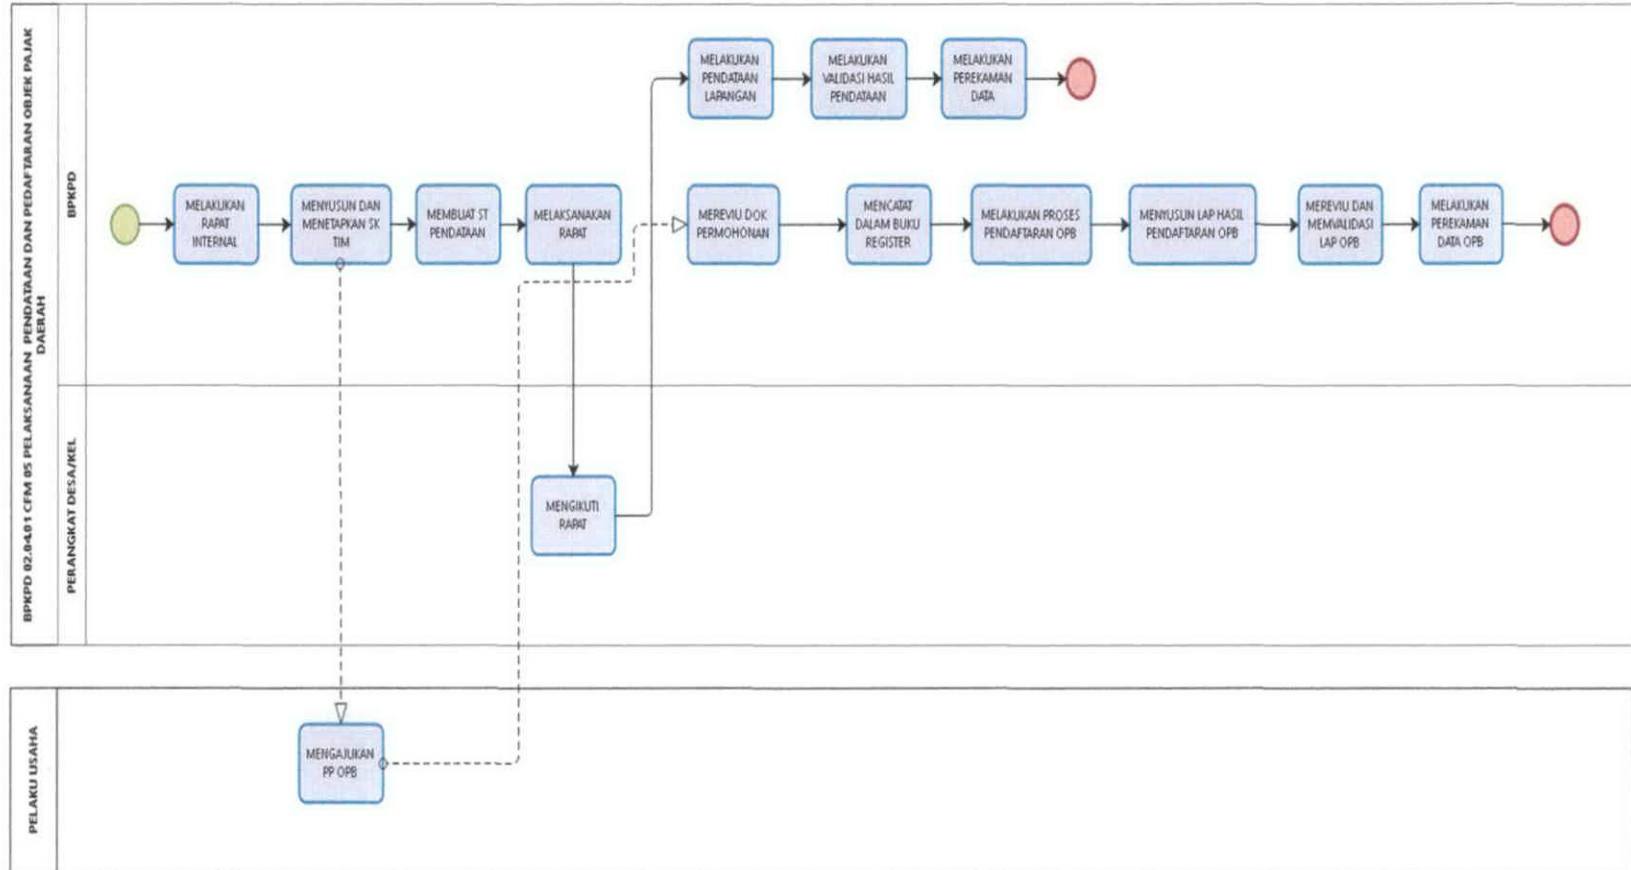 BPKPD 02.04.01 CFM 05 PELAKSANAAN PENDATAAN DAN PEDAFTARAN OBJEK PAJAK
DAERAH
BPKPD
MELAKUKAN
PENDATAAN
LAPANGAN
MELAKUKAN
VALIDASI HASIL
PENDATAAN
MELAKUKAN
PEREKAMAN
DATA
MELAKUKAN
RAPAT
INTERNAL
MENYUSUN DAN
MENETAPKAN SK
TIM
MEMBUAT ST
PENDATAAN
MELAKSANAKAN
RAPAT
MEREVIU DOK
PERMOHONAN
MENCATAT
DALAM BUKU
REGISTER
MELAKUKAN PROSES
PENDAFTARAN OPB
MENYUSUN LAP HASIL
PENDAFTARAN OPB
MEREVIU DAN
MEMVALIDASI
LAP OPB
MELAKUKAN
PEREKAMAN
DATA OPB
PERANGKAT DESA/KEL
MENGIKUTI
RAPAT
PELAKU USAHA
MENGAJUKAN
PP OPB